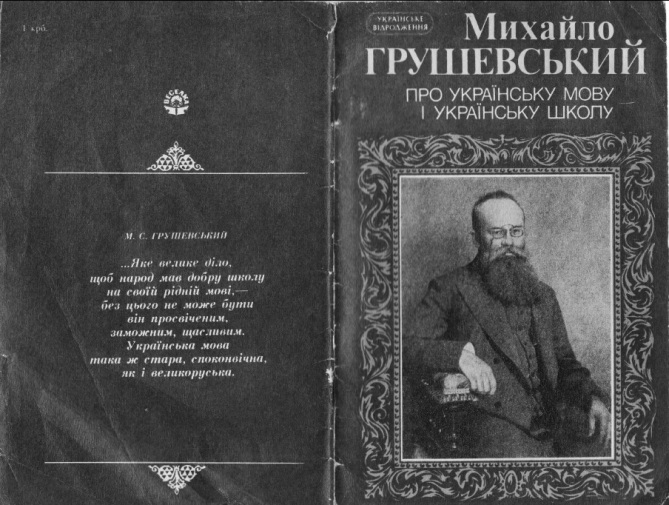 1 крб.
ВЕСЕЛКА
М. С. ГРУШЕВСЬКИЙ
...Яке велике діло,
щоб народ мав добру школу
на своїй рідній мові,—
без цього не може бути
він просвіченим,
заможним, щасливим.
Українська мова
така ж стара, споконвічна,
як і великоруська.
УКРАЇНСЬКЕ
ВІДРОДЖЕННЯ
Михайло
ГРУШЕВСЬКИЙ
ПРО УКРАЇНСЬКУ МОВУ
І УКРАЇНСЬКУ ШКОЛУ